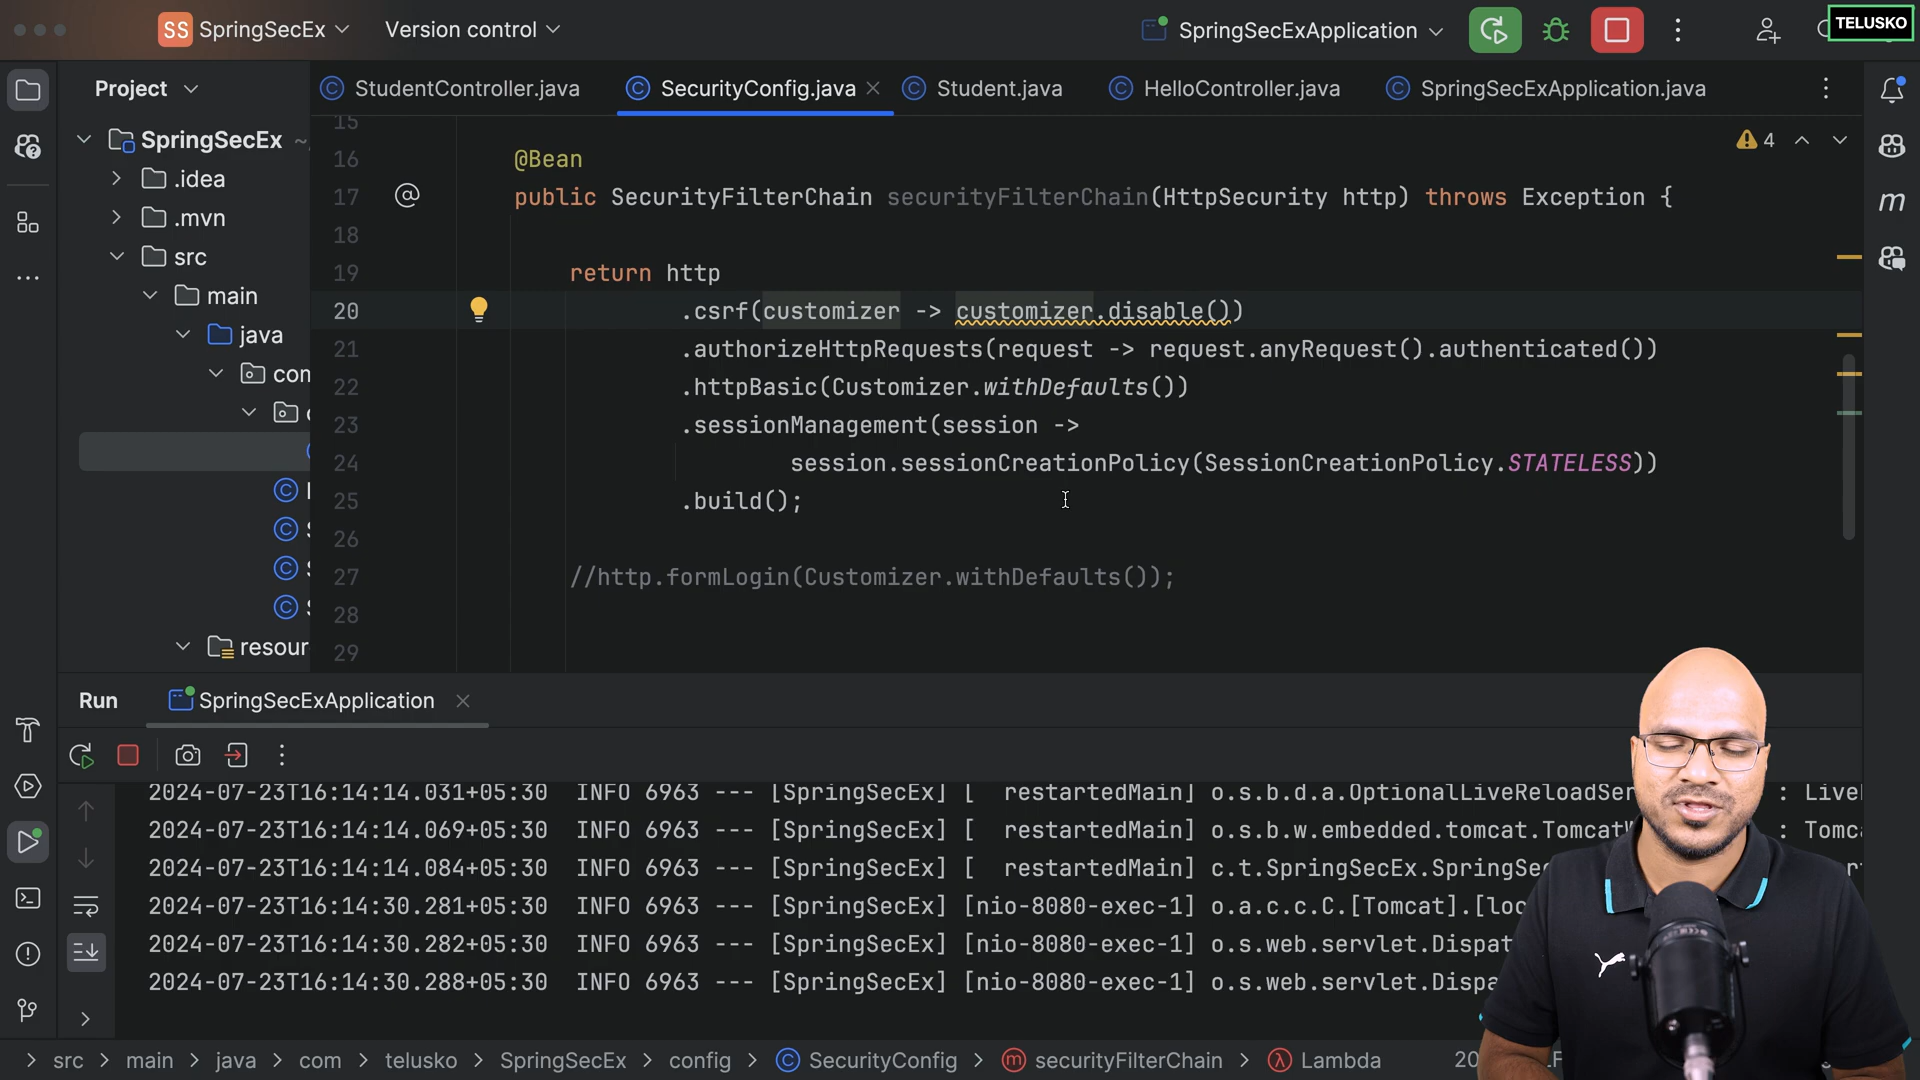 SS SpringSecEx Version control SpringSecExApplication TELUSKO
Project StudentController.java SecurityConfig.java Student.java HelloController.java SpringSecExApplication.java
SpringSecEx ~
.idea
.mvn
src
main
java
con
resour
4
15
16 @Bean
17 @ public SecurityFilterChain securityFilterChain(HttpSecurity http) throws Exception {
18
19 return http
20 .csrf(customizer -> customizer.disable())
21 .authorizeHttpRequests(request -> request.anyRequest().authenticated())
22 .httpBasic(Customizer.withDefaults())
23 .sessionManagement(session ->
24 session.sessionCreationPolicy(SessionCreationPolicy.STATELESS))
25 .build();
26
27 //http.formLogin(Customizer.withDefaults());
28
29
Run SpringSecExApplication
2024-07-23T16:14:14.031+05:30 INFO 6963 --- [SpringSecEx] [ restartedMain] o.s.b.d.a.OptionalLiveReloadSer : Livel
2024-07-23T16:14:14.069+05:30 INFO 6963 --- [SpringSecEx] [ restartedMain] o.s.b.w.embedded.tomcat.Tomcat : Tomca
2024-07-23T16:14:14.084+05:30 INFO 6963 --- [SpringSecEx] [ restartedMain] c.t.SpringSecEx.SpringSec
2024-07-23T16:14:30.281+05:30 INFO 6963 --- [SpringSecEx] [nio-8080-exec-1] o.a.c.c.C.[Tomcat].[loc
2024-07-23T16:14:30.282+05:30 INFO 6963 --- [SpringSecEx] [nio-8080-exec-1] o.s.web.servlet.Dispat
2024-07-23T16:14:30.288+05:30 INFO 6963 --- [SpringSecEx] [nio-8080-exec-1] o.s.web.servlet.Dispa
> src > main > java > com > telusko > SpringSecEx > config > SecurityConfig > securityFilterChain > Lambda 20